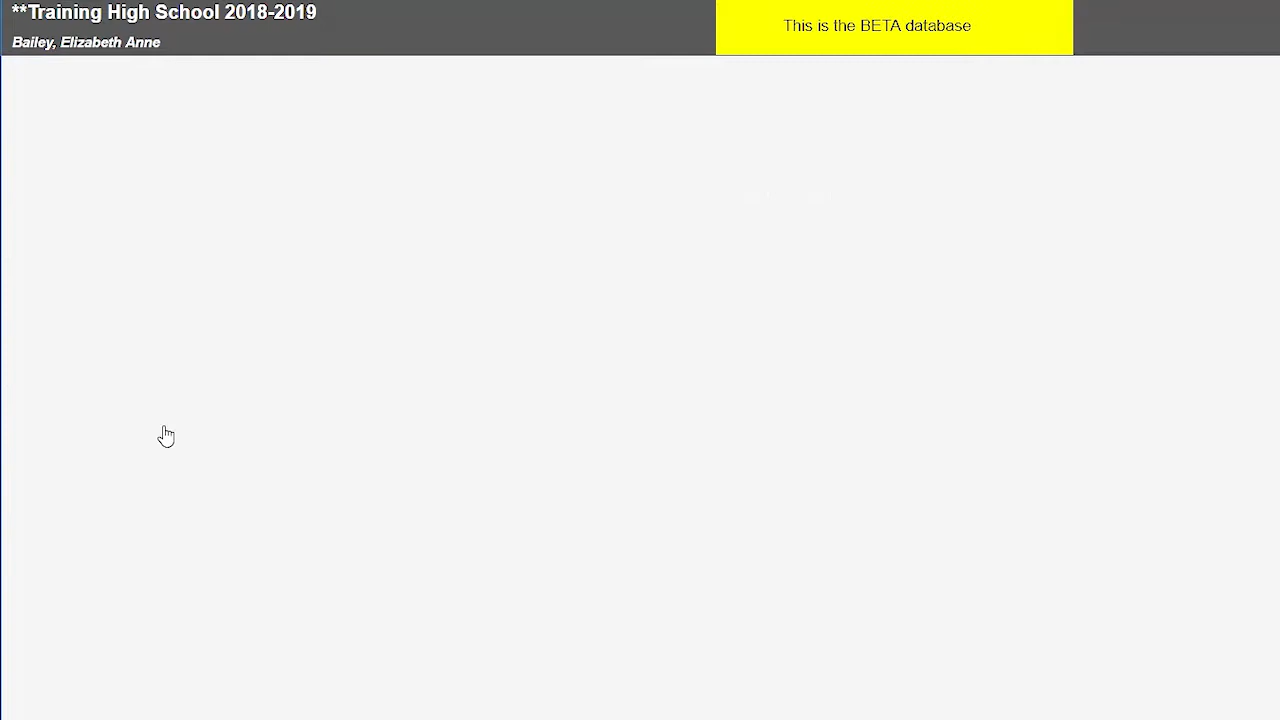 **Training High School 2018-2019
Bailey, Elizabeth Anne
This is the BETA database